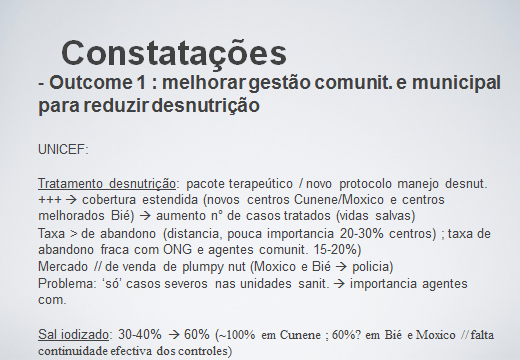 Constatações
- Outcome 1 : melhorar gestão comunit. e municipal
para reduzir desnutrição
UNICEF:
Tratamento desnutrição: pacote terapeútico / novo protocolo manejo desnut.
+++ → cobertura estendida (novos centros Cunene/Moxico e centros
melhorados Bié) → aumento n° de casos tratados (vidas salvas)
Taxa > de abandono (distancia, pouca importancia 20-30% centros) ; taxa de
abandono fraca com ONG e agentes comunit. 15-20%)
Mercado // de venda de plumpy nut (Moxico e Bié → policia)
Problema: ‘só’ casos severos nas unidades sanit. → importancia agentes
com.
Sal iodizado: 30-40% → 60% (~100% em Cunene ; 60%? em Bié e Moxico // falta
continuidade efectiva dos controles)